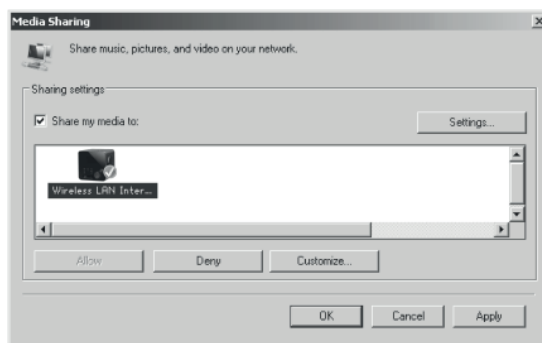 Media Sharing
Share music, pictures, and video on your network.
Sharing settings
Share my media to:
Settings...
Wireless LAN Inter...
Allow
Deny
Customize...
OK
Cancel
Apply